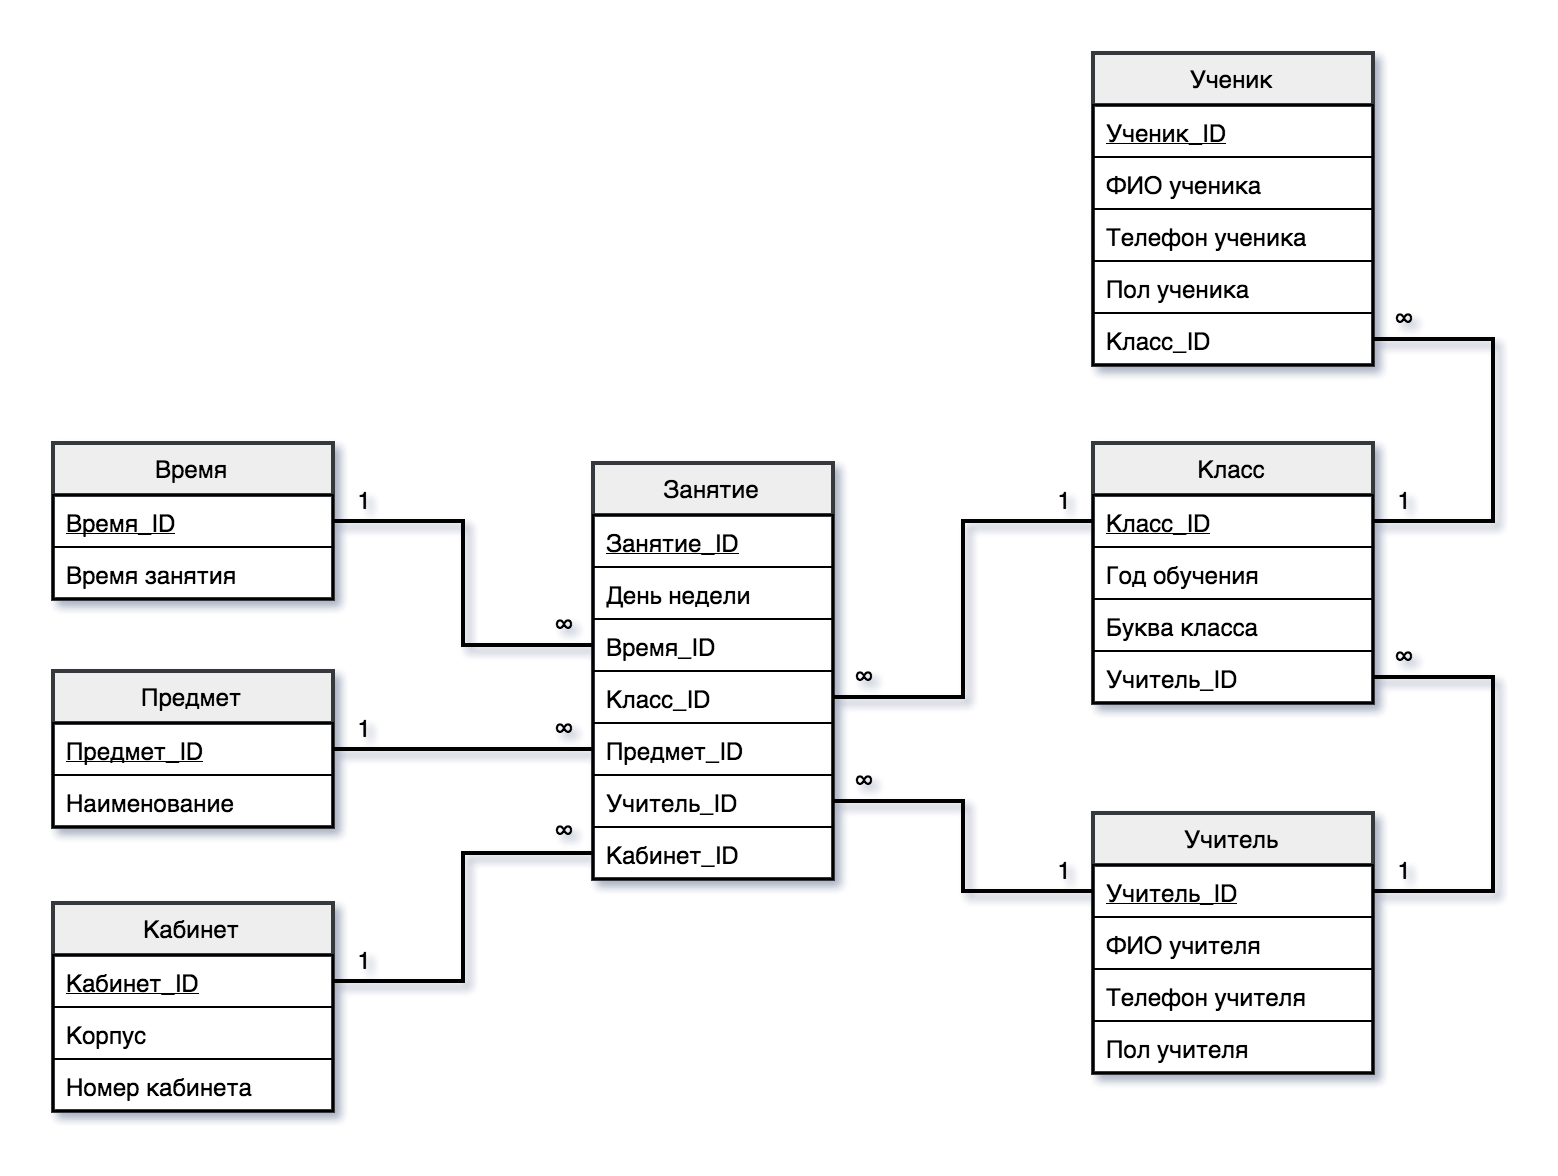 Ученик
Ученик_ID
ФИО ученика
Телефон ученика
Пол ученика
∞
Класс_ID
Время
1
Время_ID
Время занятия
∞
Предмет
1
Предмет_ID
Наименование
∞
∞
Кабинет
1
Кабинет_ID
Корпус
Номер кабинета
Занятие
Занятие_ID
День недели
Время_ID
Класс_ID
∞
Предмет_ID
∞
Учитель_ID
Кабинет_ID
Класс
1
1
Класс_ID
Год обучения
Буква класса
∞
Учитель_ID
Учитель
1
1
Учитель_ID
ФИО учителя
Телефон учителя
Пол учителя